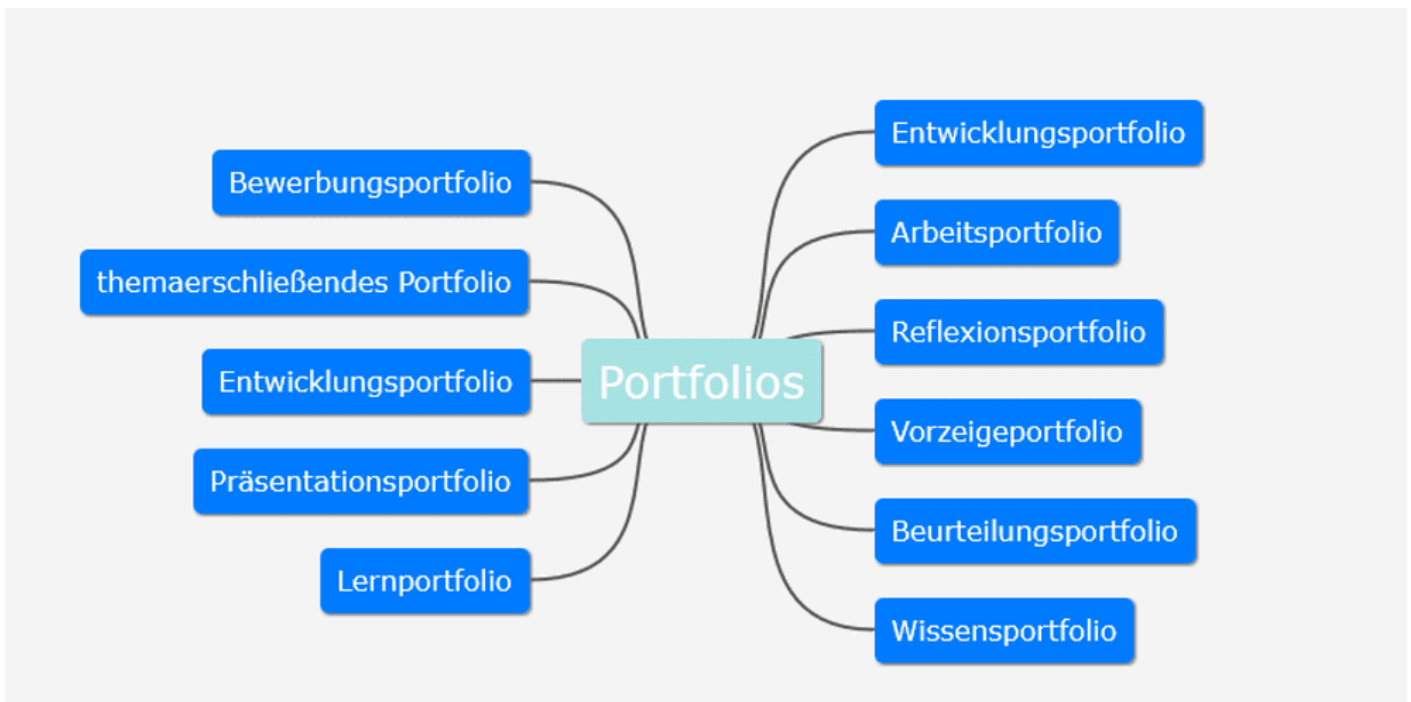 Portfolios
Bewerbungsportfolio
themaerschließendes Portfolio
Entwicklungsportfolio
Präsentationsportfolio
Lernportfolio
Entwicklungsportfolio
Arbeitsportfolio
Reflexionsportfolio
Vorzeigeportfolio
Beurteilungsportfolio
Wissensportfolio